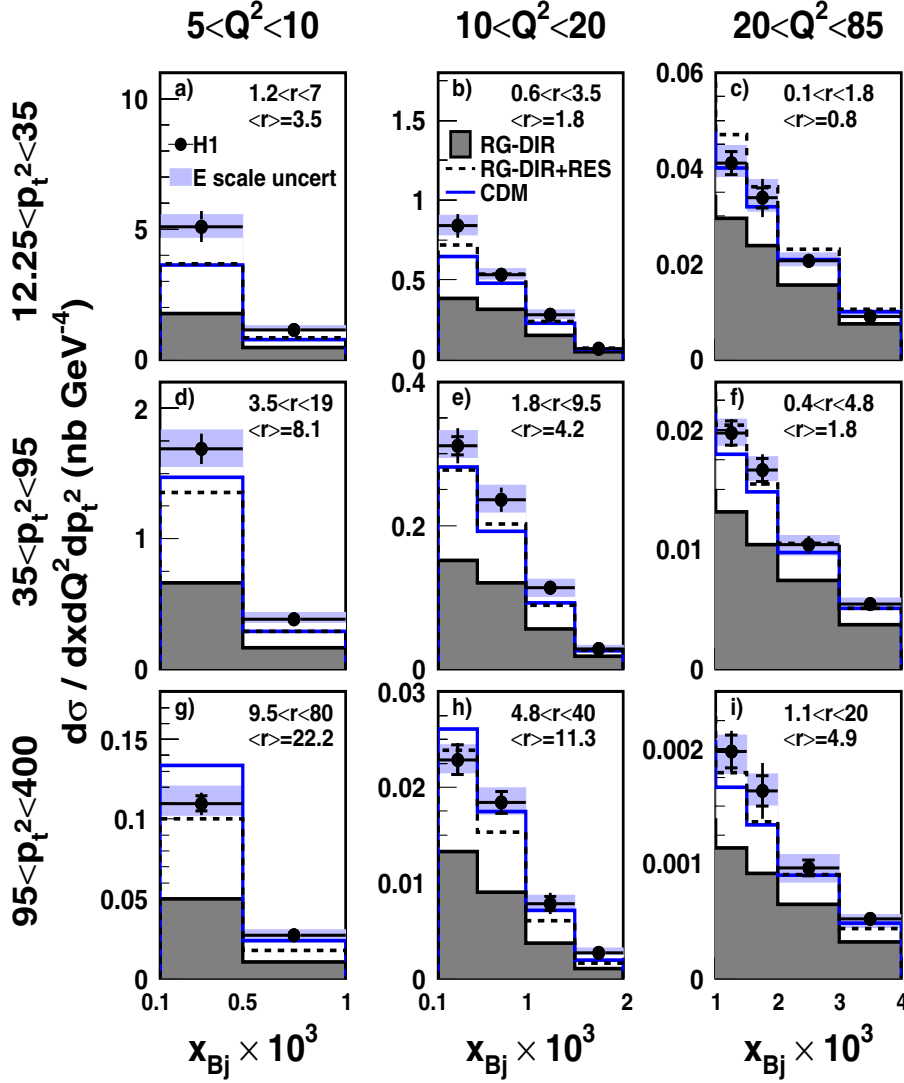 5<Q²<10
10<Q²<20
20<Q²<85
12.25<pₜ²<35
35<pₜ²<95
95<pₜ²<400
dσ / dxdQ²dpₜ² (nb GeV⁻⁴)
a)
1.2<r<7
<r>=3.5
H1
E scale uncert
10
5
0
b)
0.6<r<3.5
<r>=1.8
RG-DIR
RG-DIR+RES
CDM
1.5
1
0.5
0
c)
0.1<r<1.8
<r>=0.8
0.06
0.04
0.02
0
d)
3.5<r<19
<r>=8.1
2
1
0
e)
1.8<r<9.5
<r>=4.2
0.4
0.2
0
f)
0.4<r<4.8
<r>=1.8
0.02
0.01
0
g)
9.5<r<80
<r>=22.2
0.15
0.1
0.05
0
h)
4.8<r<40
<r>=11.3
0.03
0.02
0.01
0
i)
1.1<r<20
<r>=4.9
0.002
0.001
0
0.1 0.5 1
0.1 1 2
1 2 3 4
x_Bj × 10³
x_Bj × 10³
x_Bj × 10³